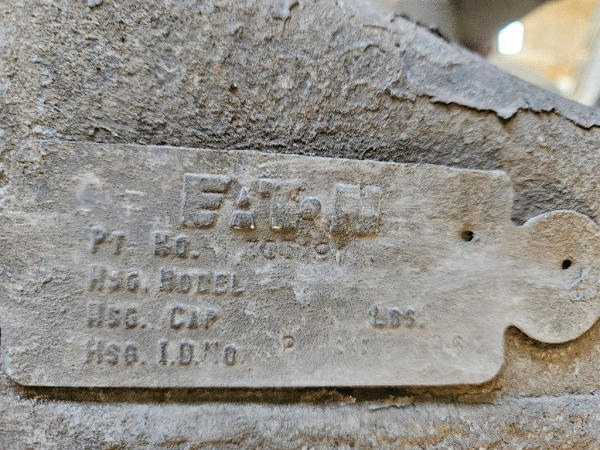 EATON
PT. NO.
HSG. MODEL
HSG. CAP LBS.
HSG. I.D. NO